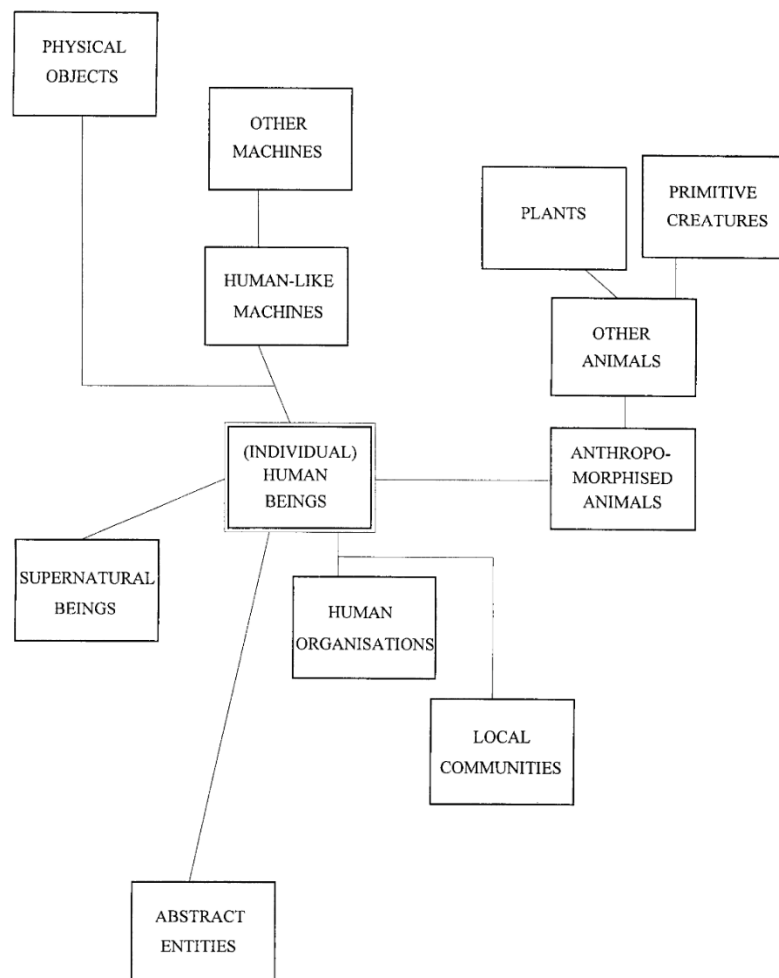 PHYSICAL
OBJECTS
OTHER
MACHINES
PLANTS
PRIMITIVE
CREATURES
HUMAN-LIKE
MACHINES
OTHER
ANIMALS
(INDIVIDUAL)
HUMAN
BEINGS
ANTHROPO-
MORPHISED
ANIMALS
SUPERNATURAL
BEINGS
HUMAN
ORGANISATIONS
LOCAL
COMMUNITIES
ABSTRACT
ENTITIES